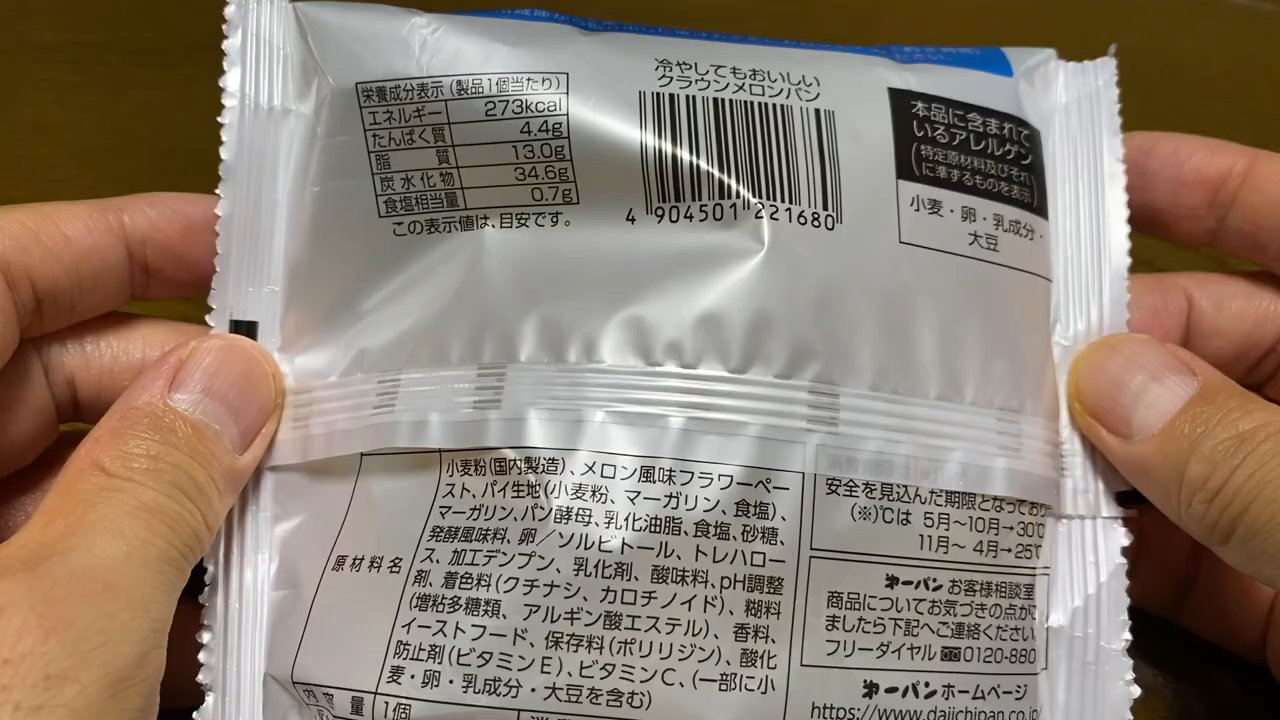 栄養成分表示(製品1個当たり)
エネルギー 273kcal
たんぱく質 4.4g
脂質 13.0g
炭水化物 34.6g
食塩相当量 0.7g
この表示値は、目安です。
冷やしてもおいしい
クラウンメロンパン
4 904501 221680
本品に含まれて
いるアレルゲン
(特定原材料及びそれ
に準ずるものを表示)
小麦・卵・乳成分・
大豆
原材料名
小麦粉(国内製造)、メロン風味フラワーペー
スト、パイ生地(小麦粉、マーガリン、食塩)、
マーガリン、パン酵母、乳化油脂、食塩、砂糖、
発酵風味料、卵/ソルビトール、トレハロー
ス、加工デンプン、乳化剤、酸味料、pH調整
剤、着色料(クチナシ、カロチノイド)、糊料
(増粘多糖類、アルギン酸エステル)、香料、
イーストフード、保存料(ポリリジン)、酸化
防止剤(ビタミンE)、ビタミンC、(一部に小
麦・卵・乳成分・大豆を含む)
内容量 1個
安全を見込んだ期限となっており
(※)℃は 5月~10月→30℃
11月~ 4月→25℃
第一パン お客様相談室
商品についてお気づきの点が
ましたら下記へご連絡ください
フリーダイヤル 0120-880
第一パンホームページ
https://www.daiichipan.co.jp/